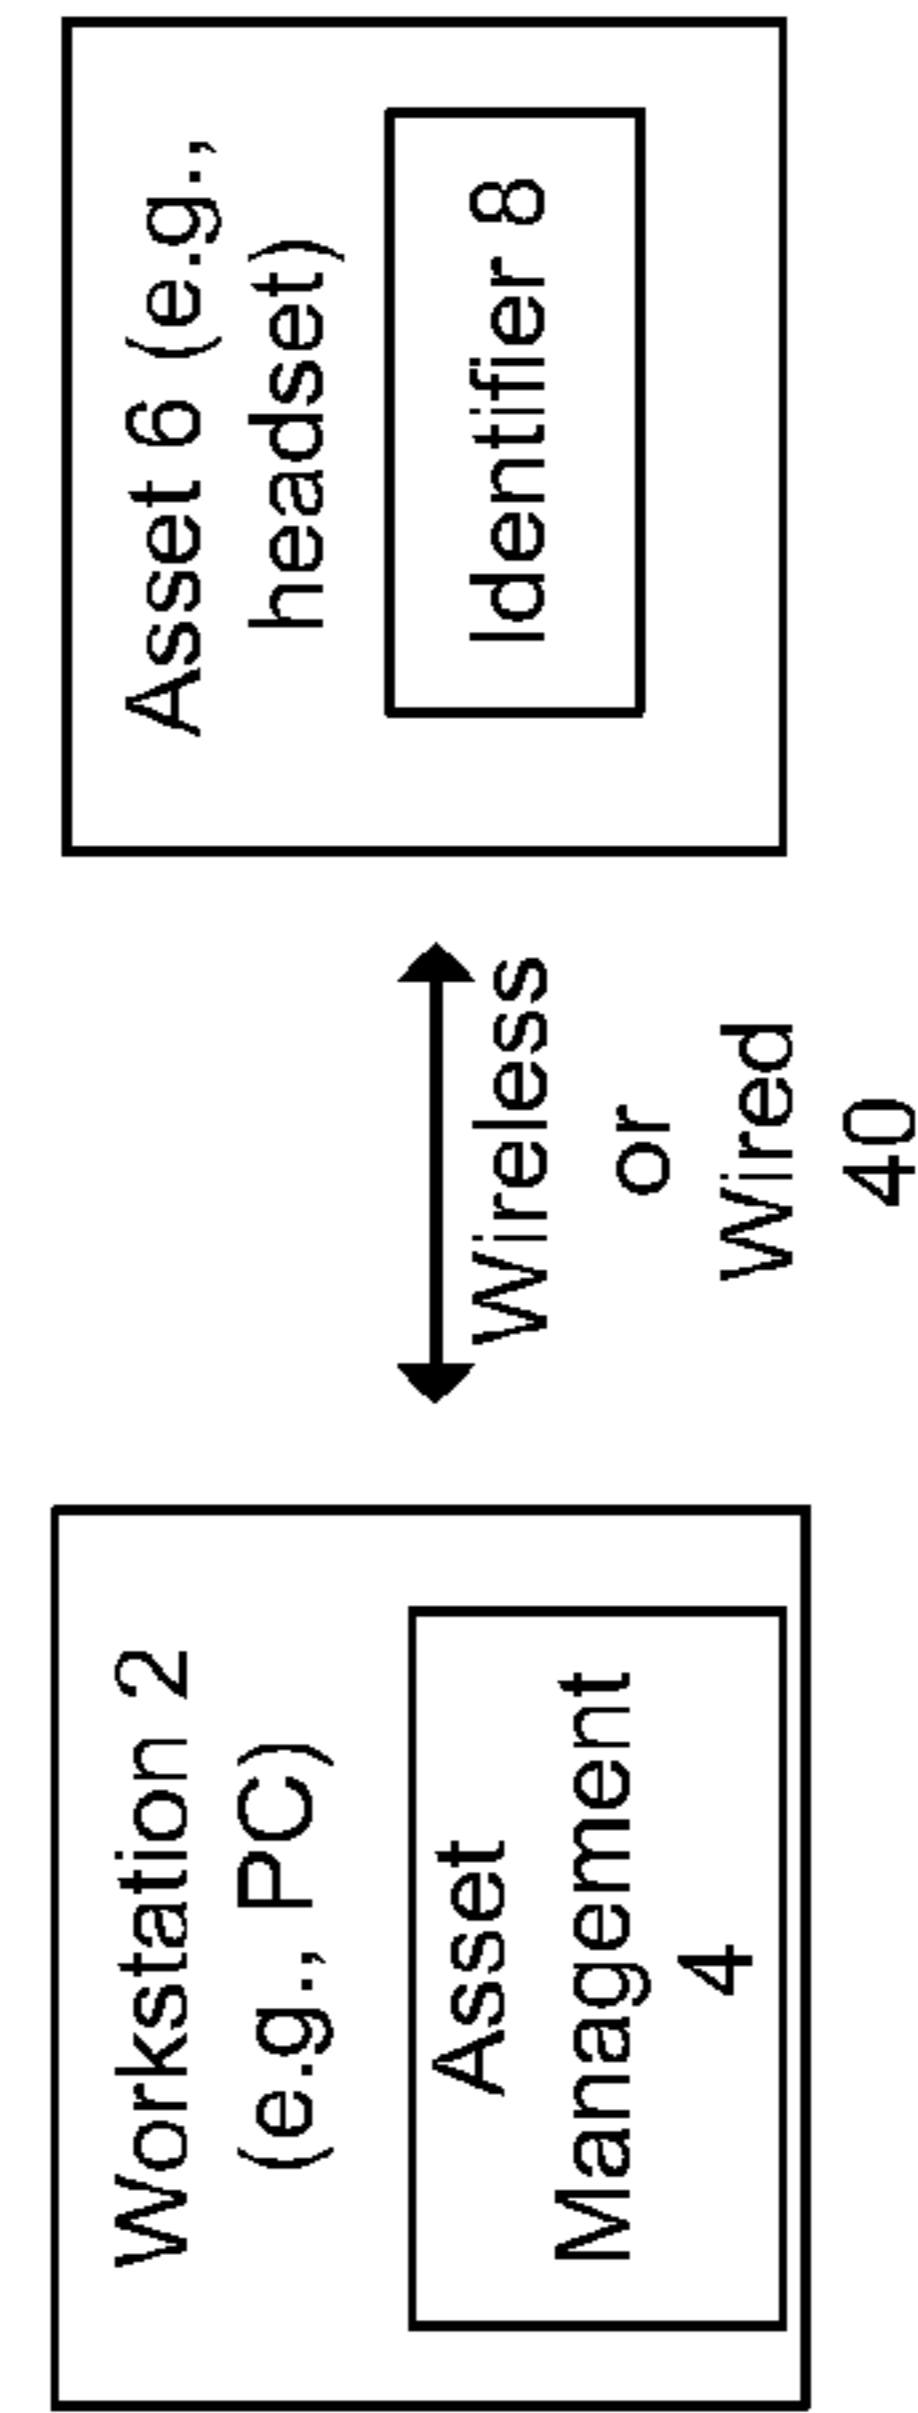 Workstation 2
(e.g., PC)
Asset
Management
4
Wireless
or
Wired
40
Asset 6 (e.g.,
headset)
Identifier 8